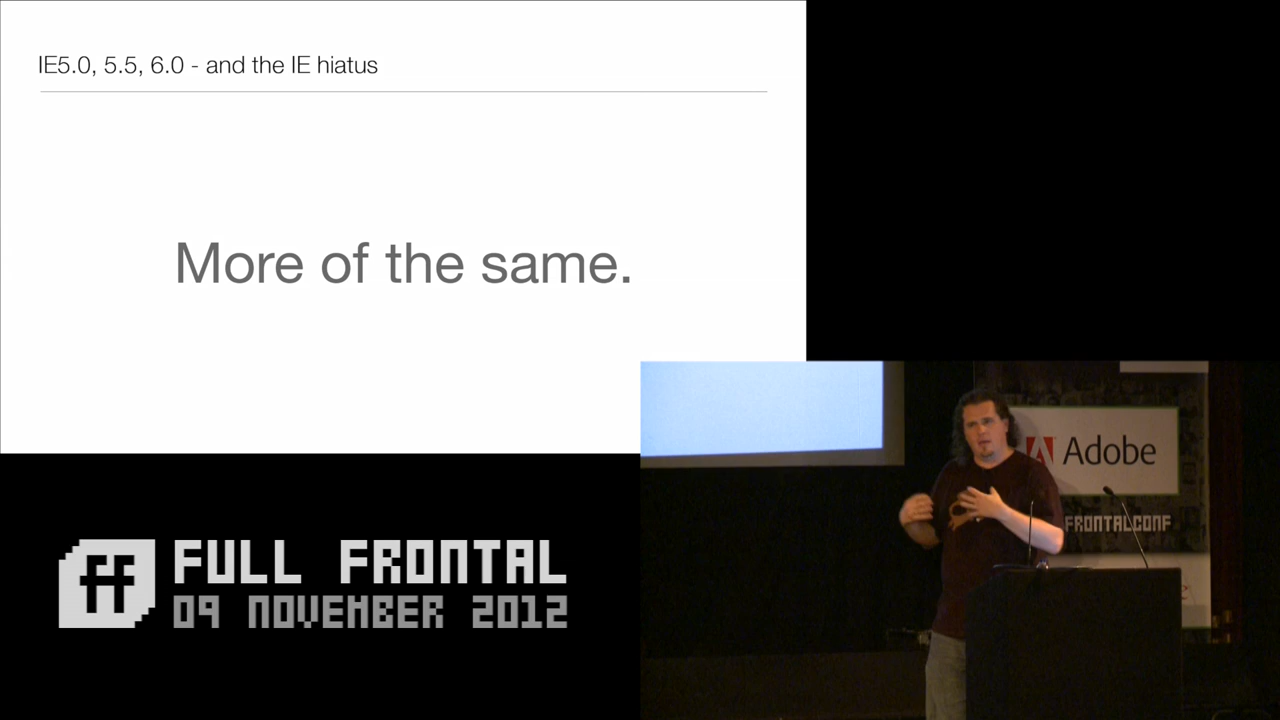 IE5.0, 5.5, 6.0 - and the IE hiatus
More of the same.
ff FULL FRONTAL
09 NOVEMBER 2012
Adobe
FRONTALCONF